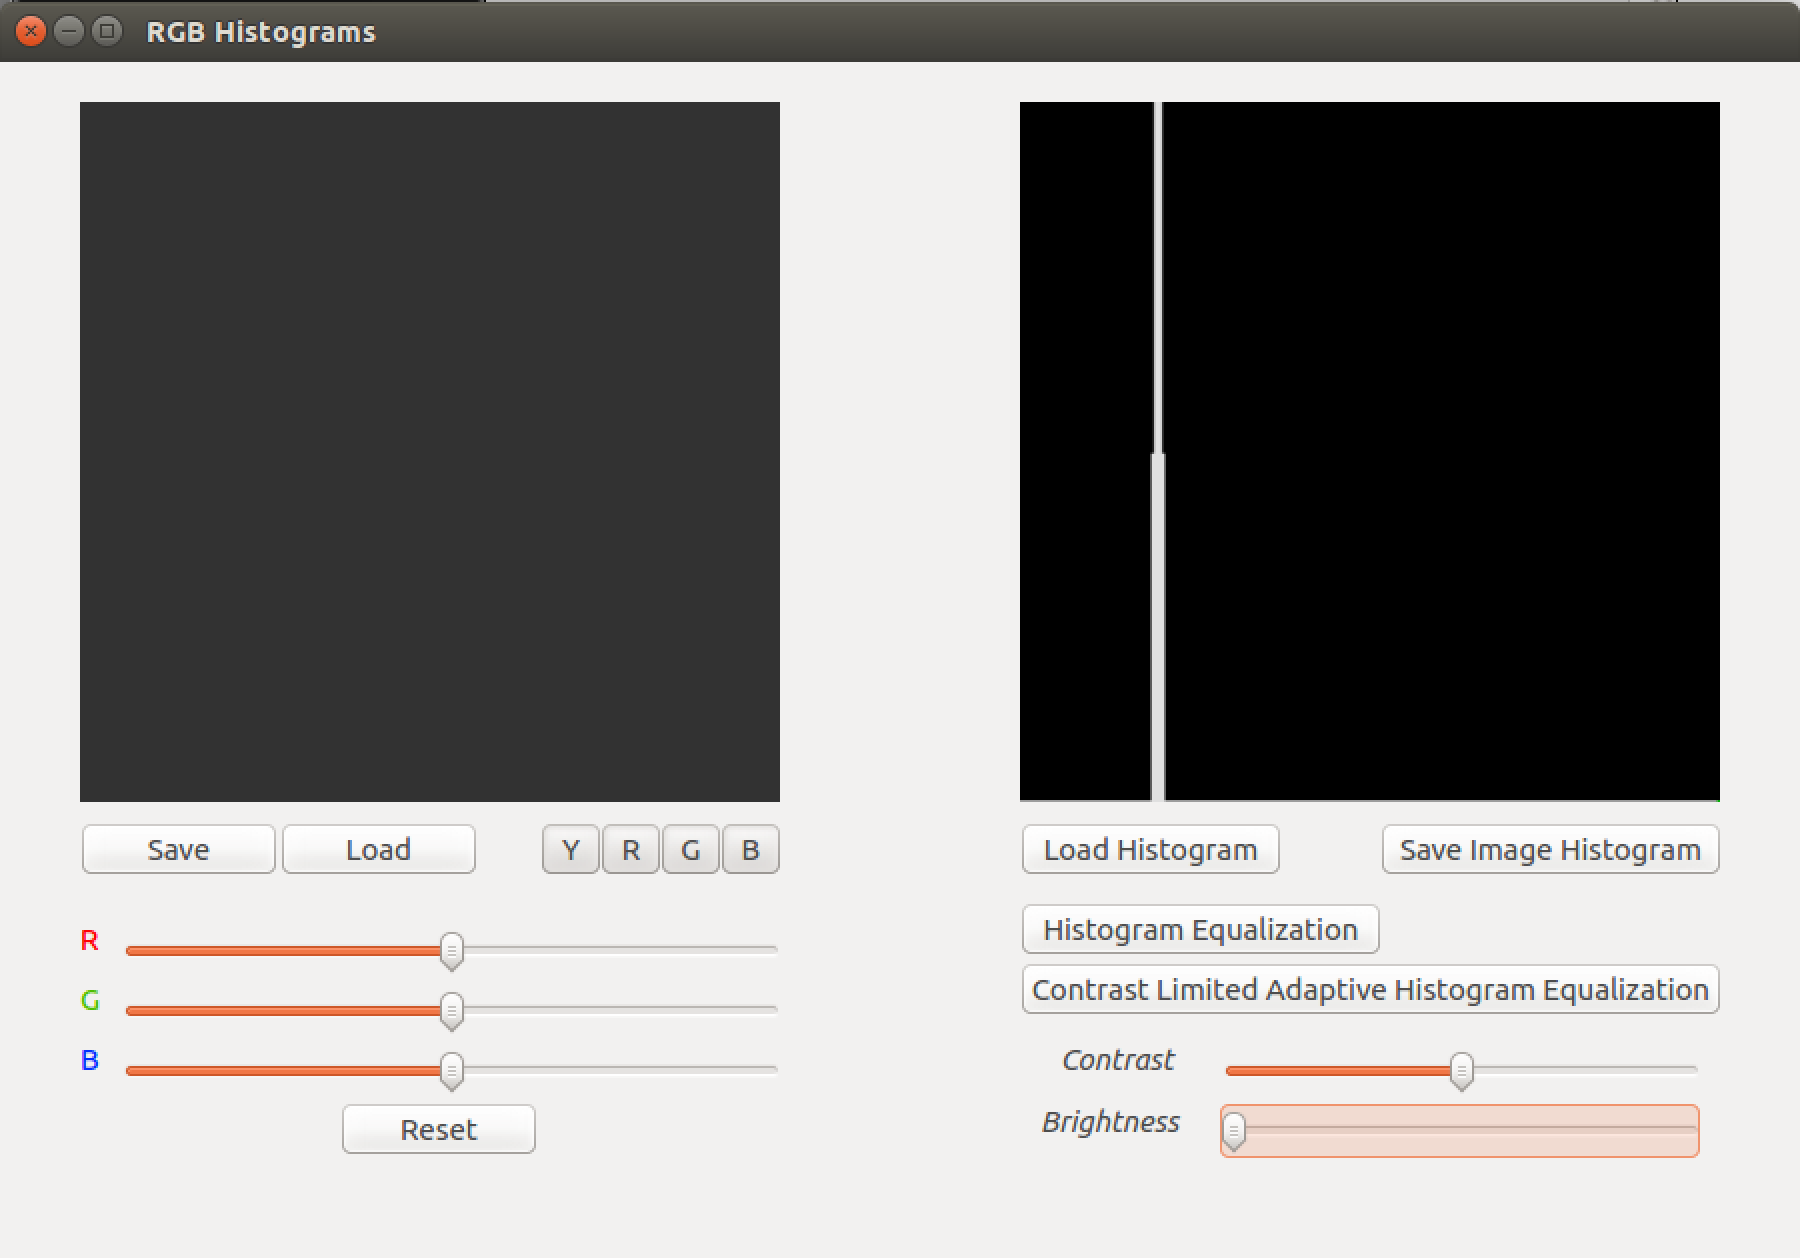 RGB Histograms
Save Load Y R G B
Load Histogram Save Image Histogram
Histogram Equalization
Contrast Limited Adaptive Histogram Equalization
R
G
B
Reset
Contrast
Brightness